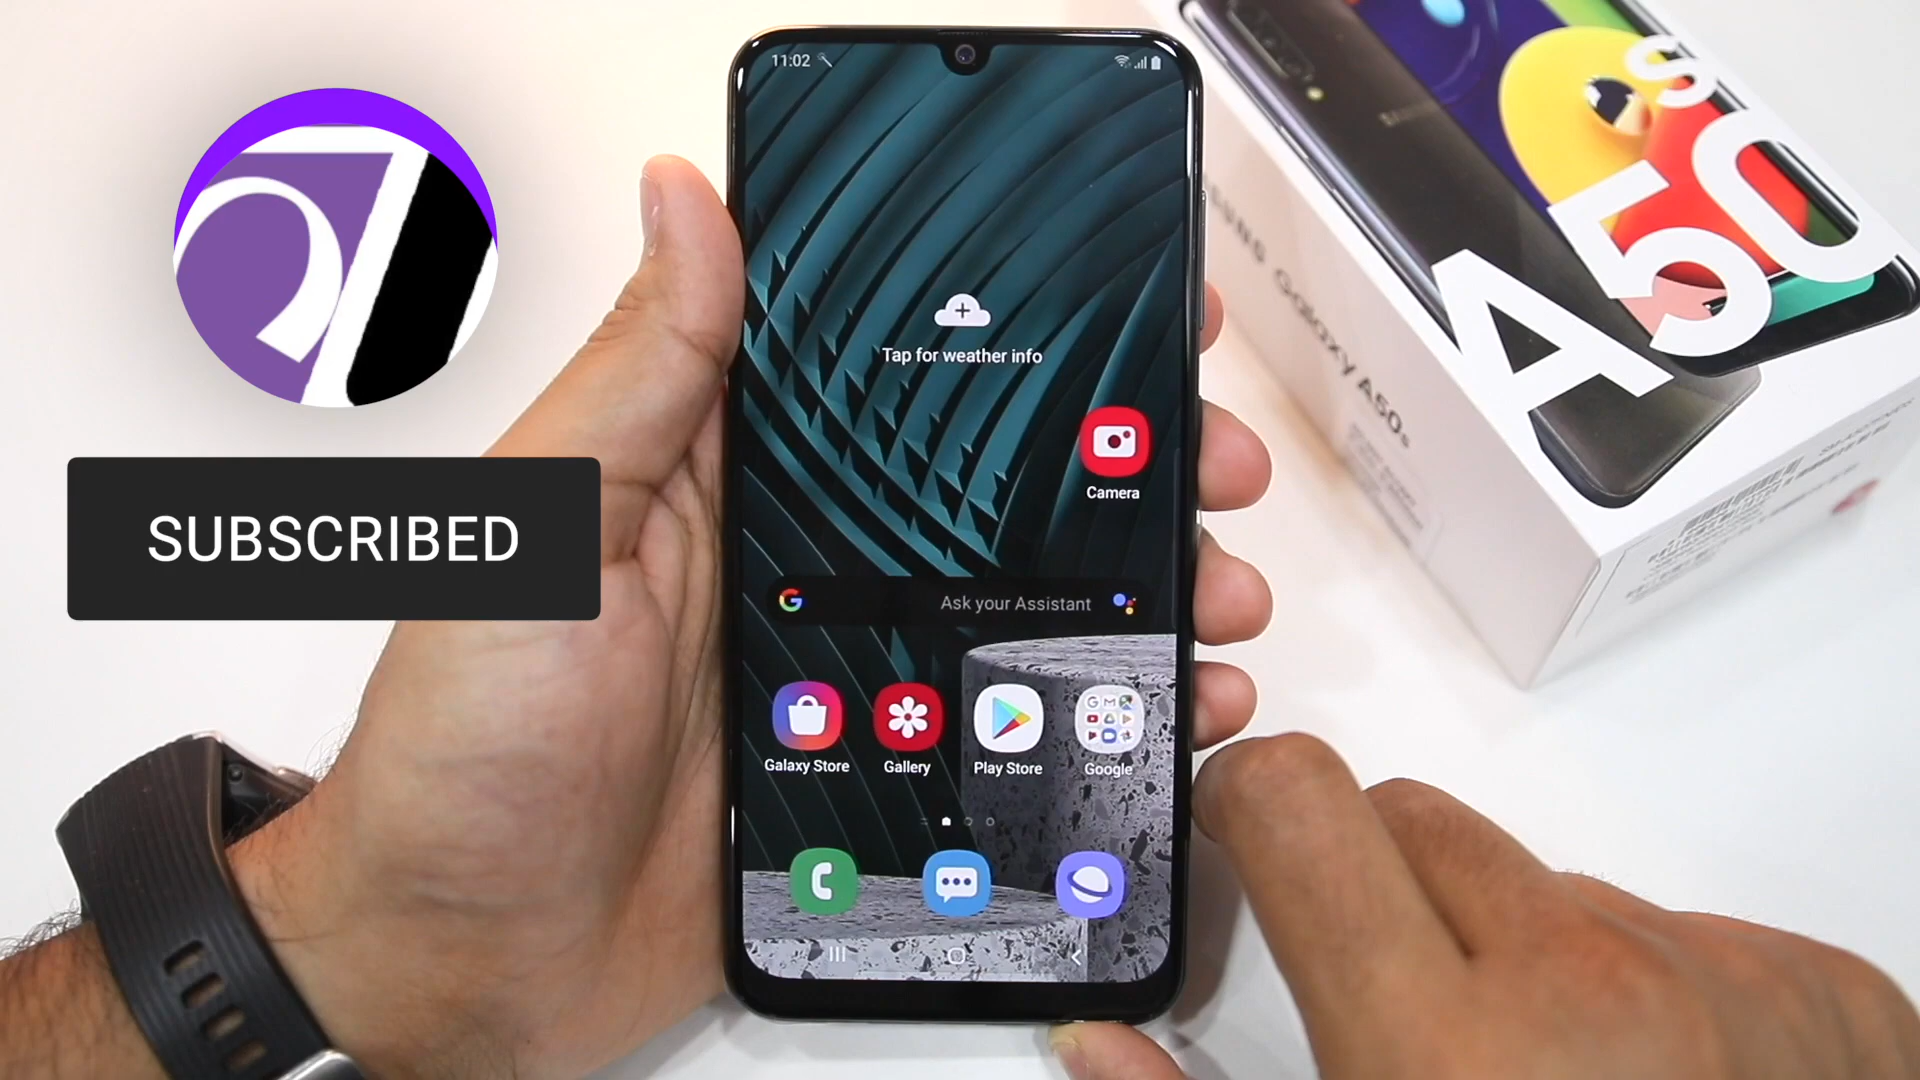 SUBSCRIBED
11:02
Tap for weather info
Camera
G
Ask your Assistant
Galaxy Store
Gallery
Play Store
Google
A50s
SAMSUNG
Galaxy A50s